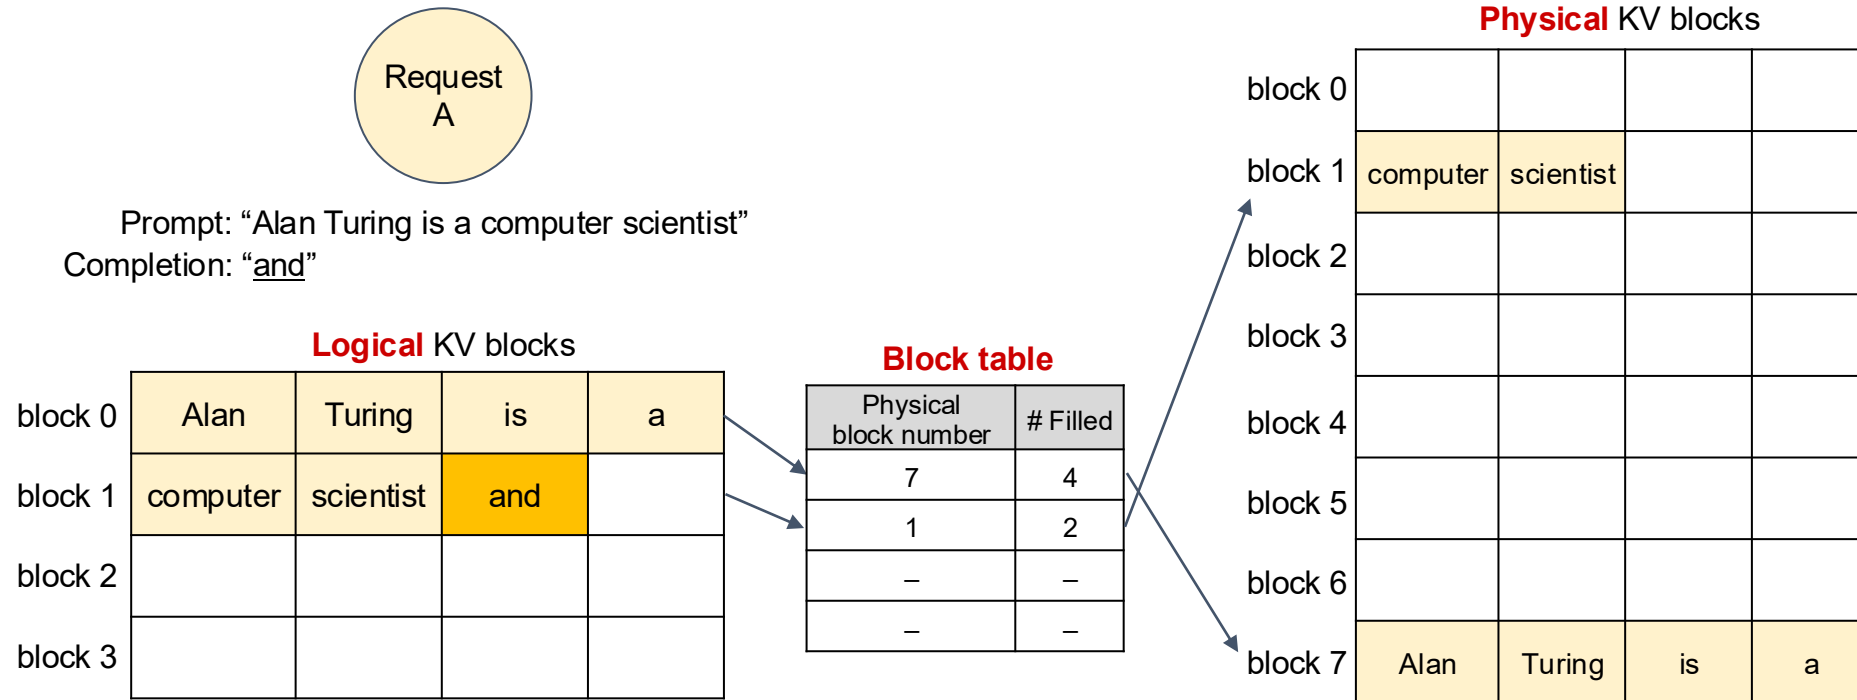 Request
A
Prompt: “Alan Turing is a computer scientist”
Completion: “and”
Logical KV blocks
block 0 Alan Turing is a
block 1 computer scientist and
block 2
block 3
Block table
Physical block number # Filled
7 4
1 2
– –
– –
Physical KV blocks
block 0
block 1 computer scientist
block 2
block 3
block 4
block 5
block 6
block 7 Alan Turing is a